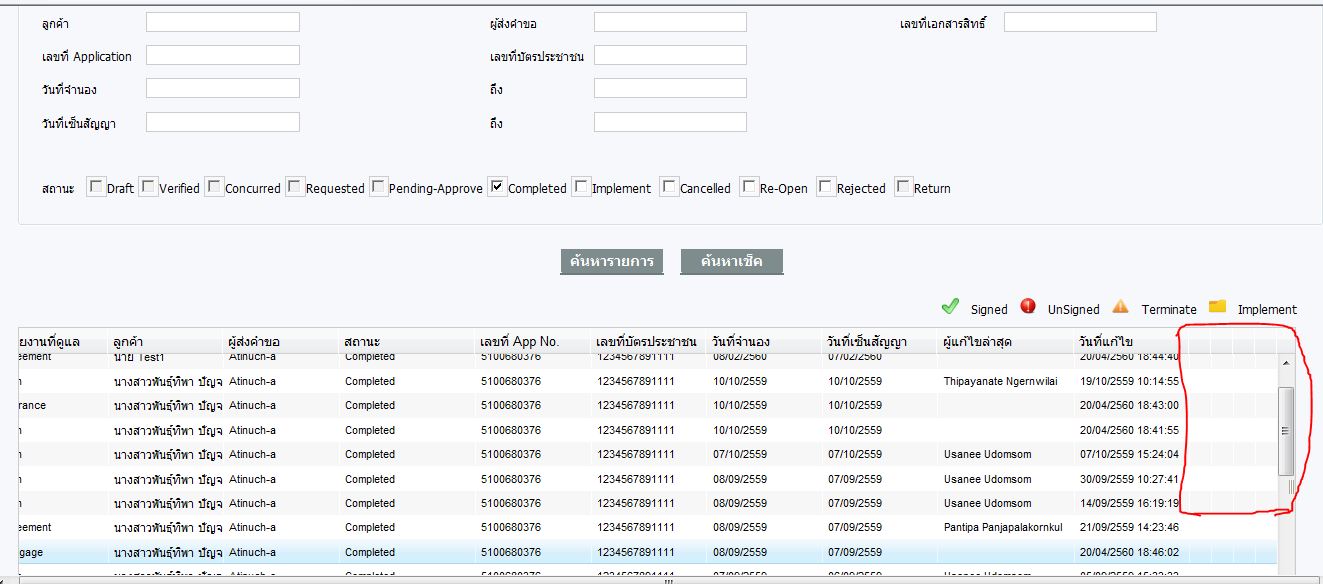 ลูกค้า ผู้ส่งคำขอ เลขที่เอกสารสิทธิ์
เลขที่ Application เลขที่บัตรประชาชน
วันที่จำนอง ถึง
วันที่เซ็นสัญญา ถึง
สถานะ Draft Verified Concurred Requested Pending-Approve Completed Implement Cancelled Re-Open Rejected Return
ค้นหารายการ ค้นหาเช็ค
Signed UnSigned Terminate Implement
ยงานที่ดูแล ลูกค้า ผู้ส่งคำขอ สถานะ เลขที่ App No. เลขที่บัตรประชาชน วันที่จำนอง วันที่เซ็นสัญญา ผู้แก้ไขล่าสุด วันที่แก้ไข
eement นาย Test1 Atinuch-a Completed 5100680376 1234567891111 08/02/2560 07/02/2560 20/04/2560 18:44:40
นางสาวพันธุ์ทิพา ปัญจ Atinuch-a Completed 5100680376 1234567891111 10/10/2559 10/10/2559 Thipayanate Ngernwilai 19/10/2559 10:14:55
rance นางสาวพันธุ์ทิพา ปัญจ Atinuch-a Completed 5100680376 1234567891111 10/10/2559 10/10/2559 20/04/2560 18:43:00
นางสาวพันธุ์ทิพา ปัญจ Atinuch-a Completed 5100680376 1234567891111 10/10/2559 10/10/2559 20/04/2560 18:41:55
นางสาวพันธุ์ทิพา ปัญจ Atinuch-a Completed 5100680376 1234567891111 07/10/2559 07/10/2559 Usanee Udomsom 07/10/2559 15:24:04
นางสาวพันธุ์ทิพา ปัญจ Atinuch-a Completed 5100680376 1234567891111 08/09/2559 07/09/2559 Usanee Udomsom 30/09/2559 10:27:41
นางสาวพันธุ์ทิพา ปัญจ Atinuch-a Completed 5100680376 1234567891111 08/09/2559 07/09/2559 Usanee Udomsom 14/09/2559 16:19:19
eement นางสาวพันธุ์ทิพา ปัญจ Atinuch-a Completed 5100680376 1234567891111 08/09/2559 07/09/2559 Pantipa Panjapalakornkul 21/09/2559 14:23:46
gage นางสาวพันธุ์ทิพา ปัญจ Atinuch-a Completed 5100680376 1234567891111 08/09/2559 07/09/2559 20/04/2560 18:46:02